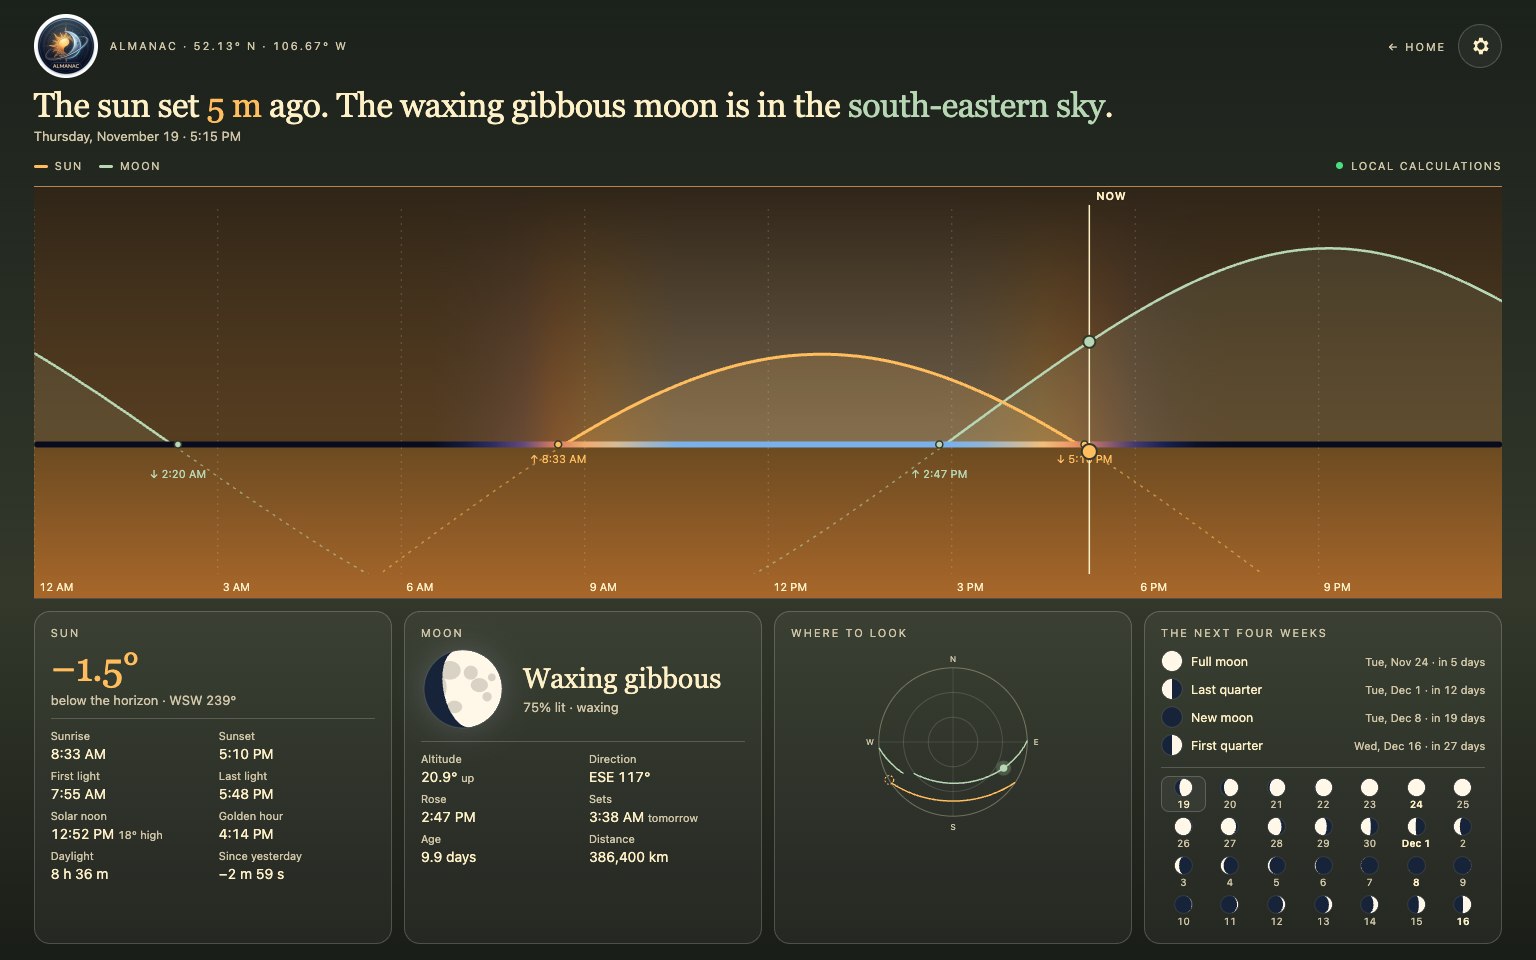 ALMANAC
ALMANAC · 52.13° N · 106.67° W
← HOME
The sun set 5 m ago. The waxing gibbous moon is in the south-eastern sky.
Thursday, November 19 · 5:15 PM
SUN MOON
LOCAL CALCULATIONS
NOW
↑ 8:33 AM
↓ 5:1 PM
↓ 2:20 AM
↑ 2:47 PM
12 AM 3 AM 6 AM 9 AM 12 PM 3 PM 6 PM 9 PM
SUN
−1.5°
below the horizon · WSW 239°
Sunrise Sunset
8:33 AM 5:10 PM
First light Last light
7:55 AM 5:48 PM
Solar noon Golden hour
12:52 PM 18° high 4:14 PM
Daylight Since yesterday
8 h 36 m −2 m 59 s
MOON
Waxing gibbous
75% lit · waxing
Altitude Direction
20.9° up ESE 117°
Rose Sets
2:47 PM 3:38 AM tomorrow
Age Distance
9.9 days 386,400 km
WHERE TO LOOK
N
W E
S
THE NEXT FOUR WEEKS
Full moon Tue, Nov 24 · in 5 days
Last quarter Tue, Dec 1 · in 12 days
New moon Tue, Dec 8 · in 19 days
First quarter Wed, Dec 16 · in 27 days
19 20 21 22 23 24 25
26 27 28 29 30 Dec 1 2
3 4 5 6 7 8 9
10 11 12 13 14 15 16